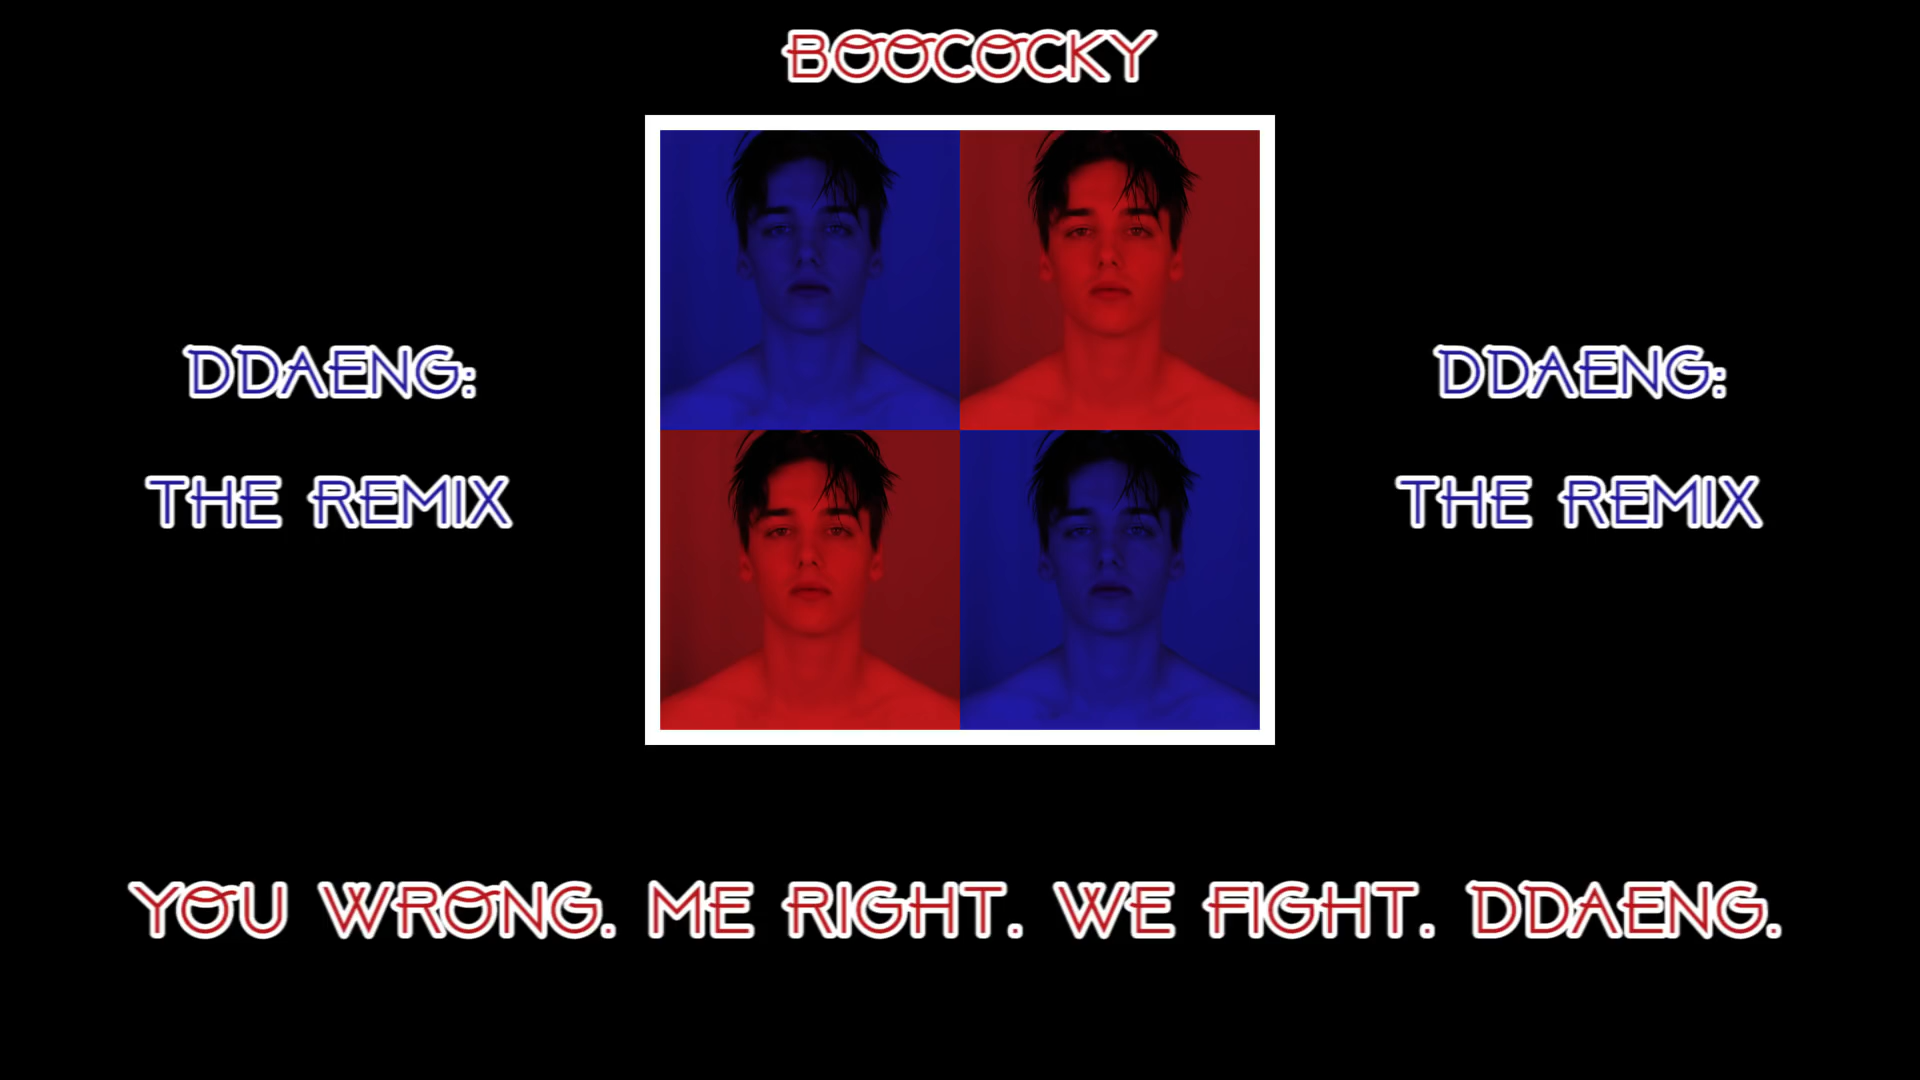 BOOCOCKY
DDAENG:
THE REMIX
DDAENG:
THE REMIX
YOU WRONG. ME RIGHT. WE FIGHT. DDAENG.